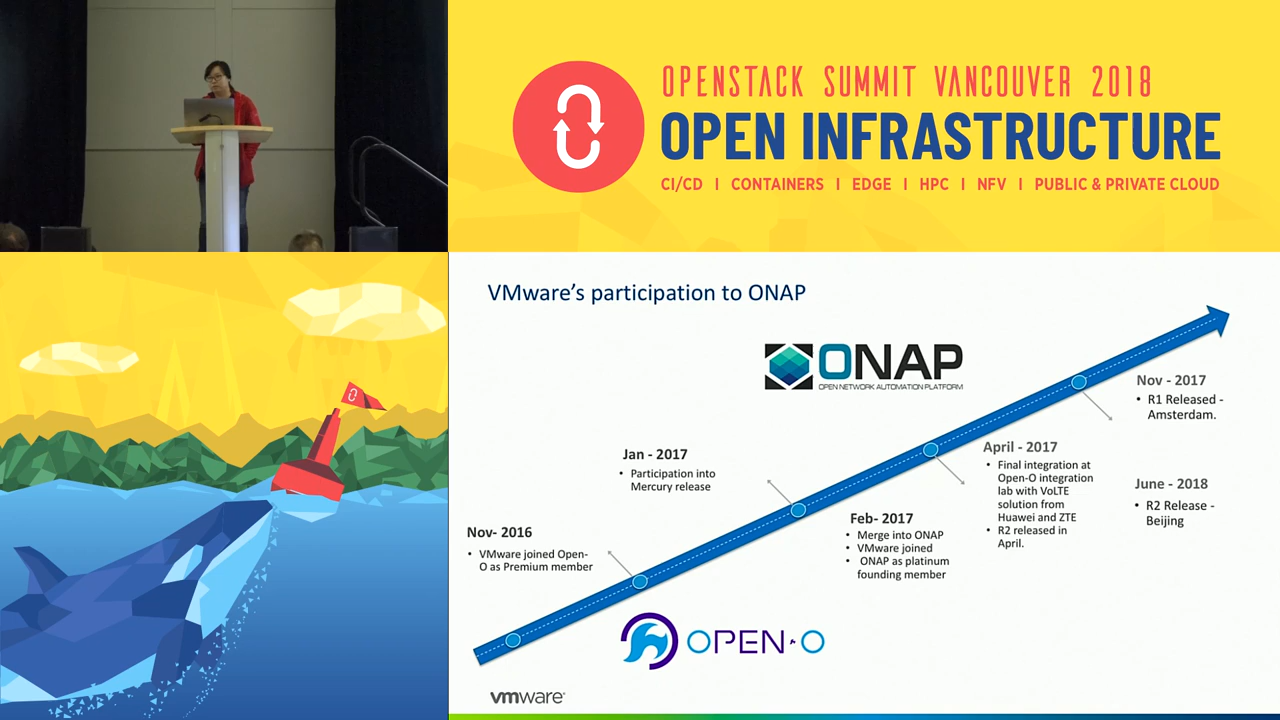 OPENSTACK SUMMIT VANCOUVER 2018
OPEN INFRASTRUCTURE
CI/CD I CONTAINERS I EDGE I HPC I NFV I PUBLIC & PRIVATE CLOUD
VMware's participation to ONAP
ONAP
OPEN NETWORK AUTOMATION PLATFORM
Nov - 2017
• R1 Released -
Amsterdam.
Jan - 2017
• Participation into
Mercury release
April - 2017
• Final integration at
Open-O integration
lab with VoLTE
solution from
Huawei and ZTE
• R2 released in
April.
June - 2018
• R2 Release -
Beijing
Feb- 2017
• Merge into ONAP
• VMware joined
• ONAP as platinum
founding member
Nov- 2016
• VMware joined Open-
O as Premium member
OPEN-O
vmware